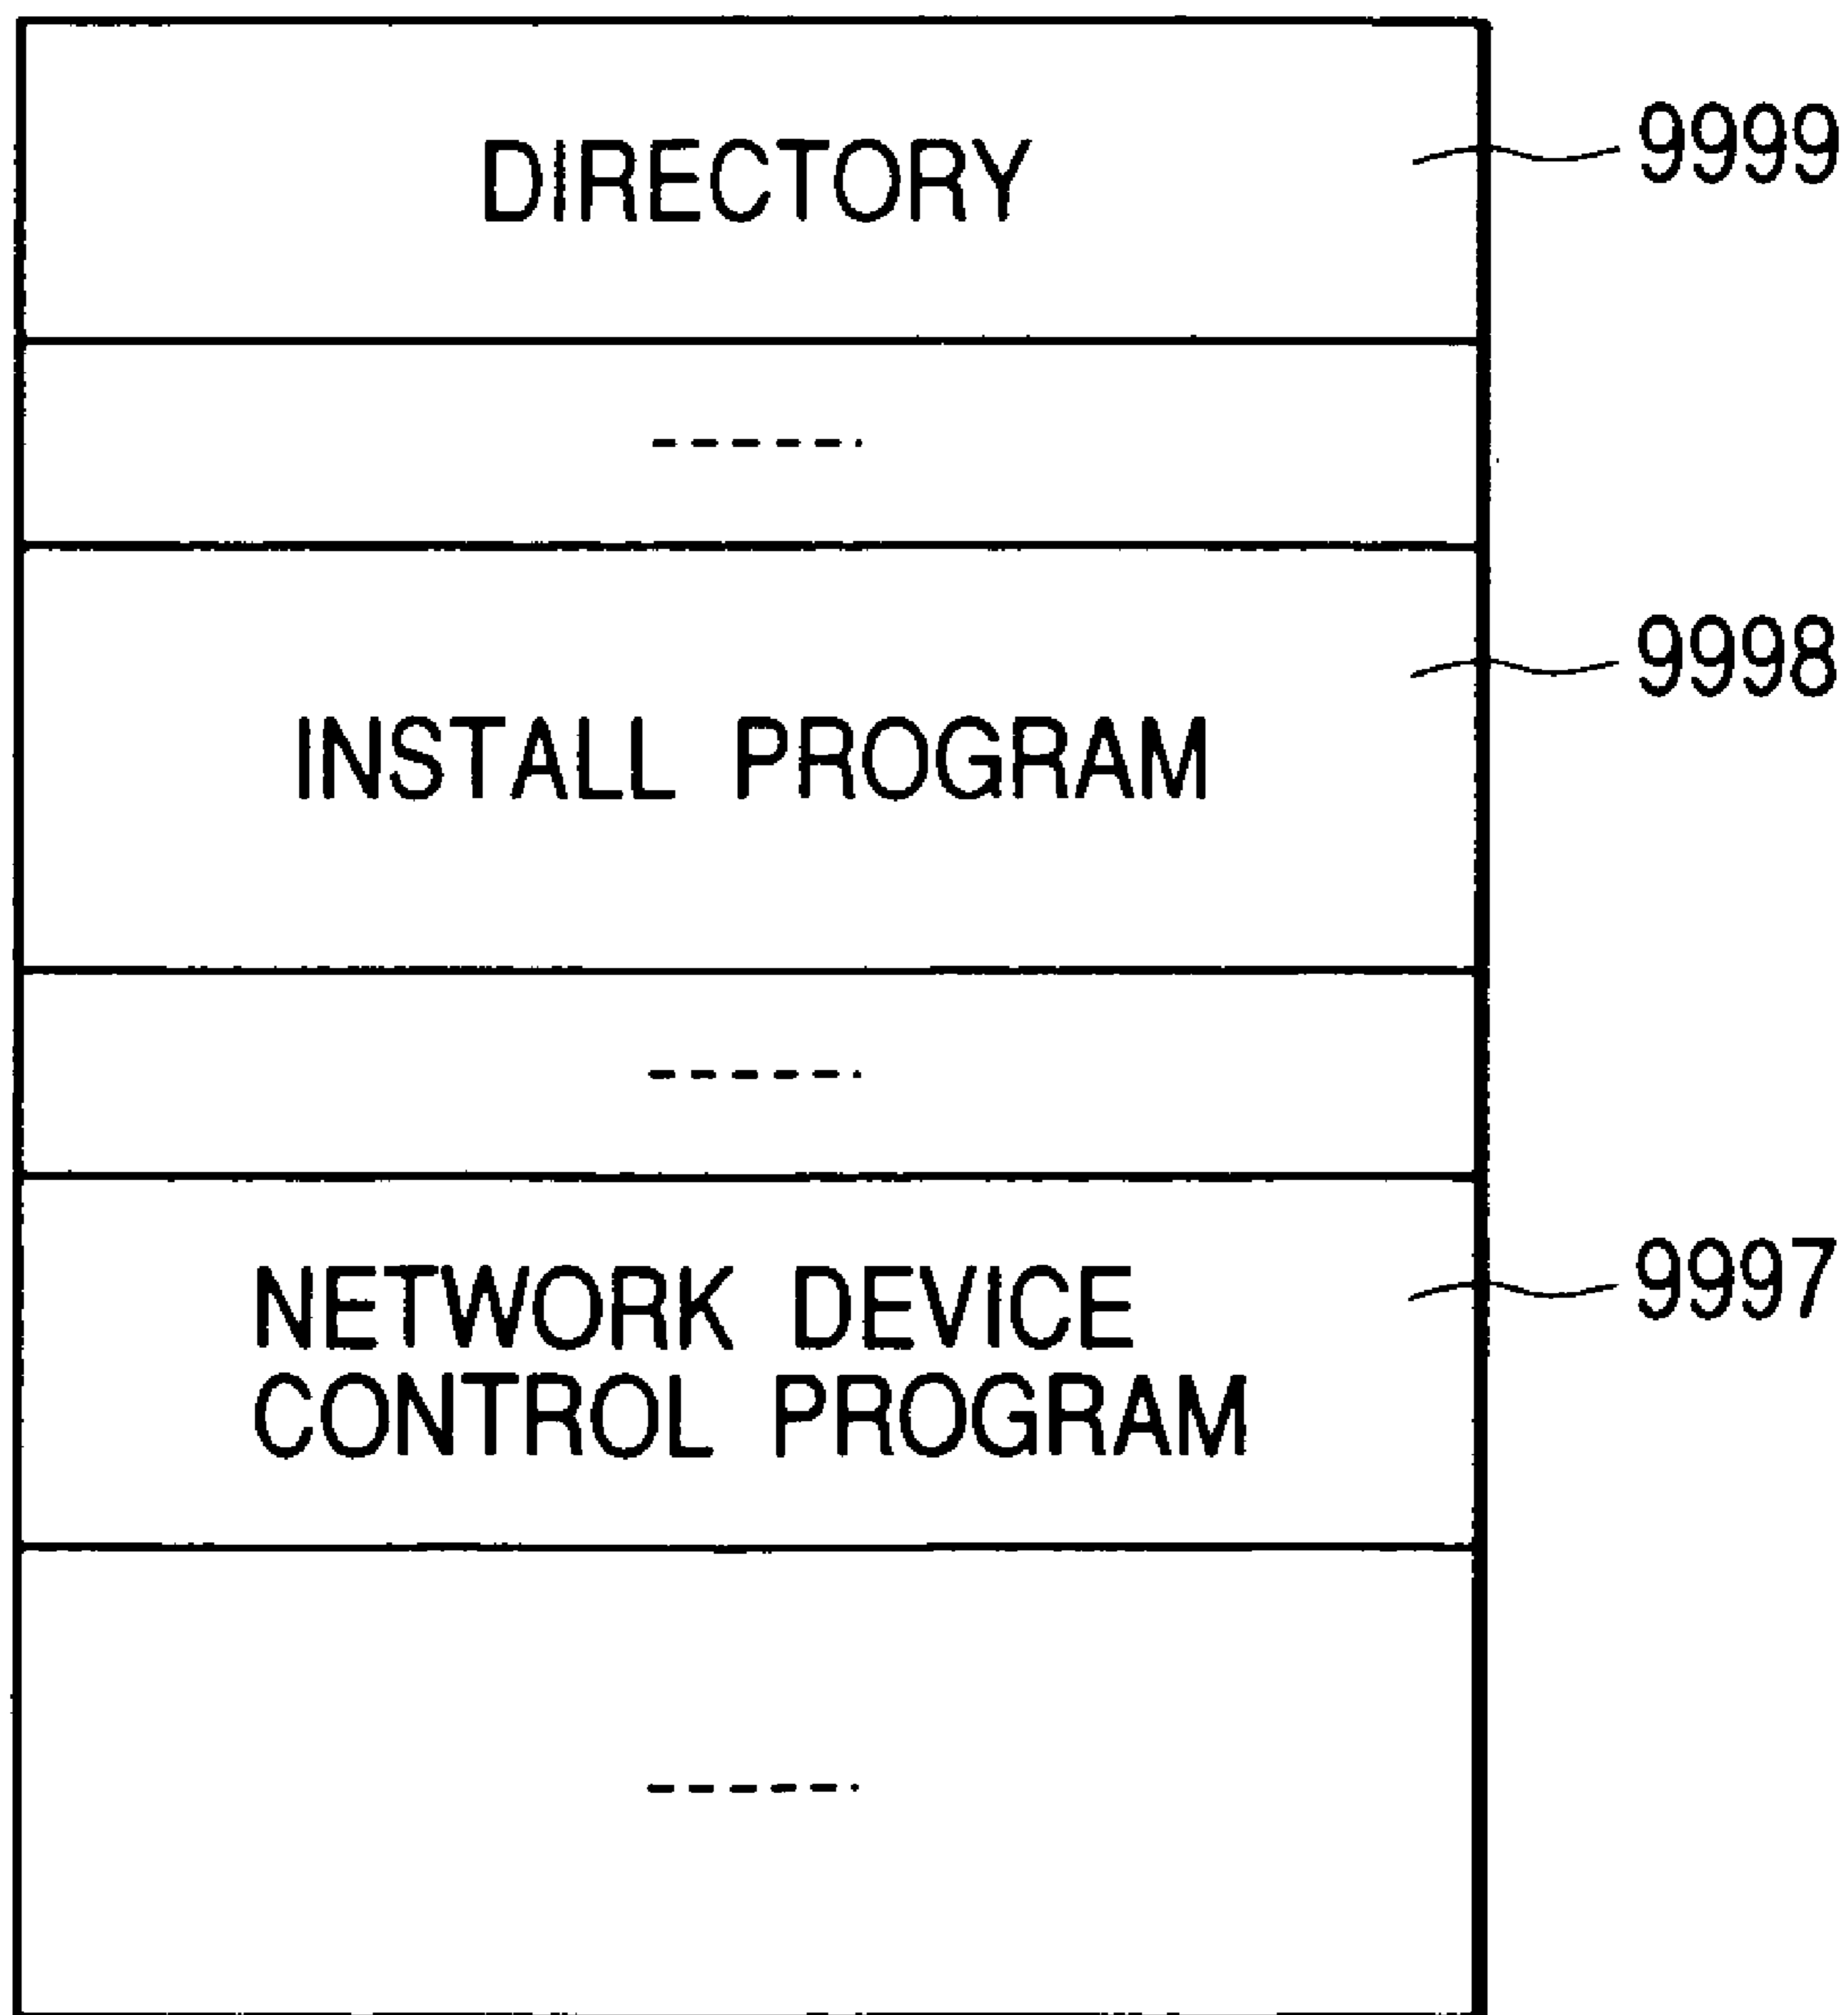 DIRECTORY
9999
------
INSTALL PROGRAM
9998
------
NETWORK DEVICE
CONTROL PROGRAM
9997
------